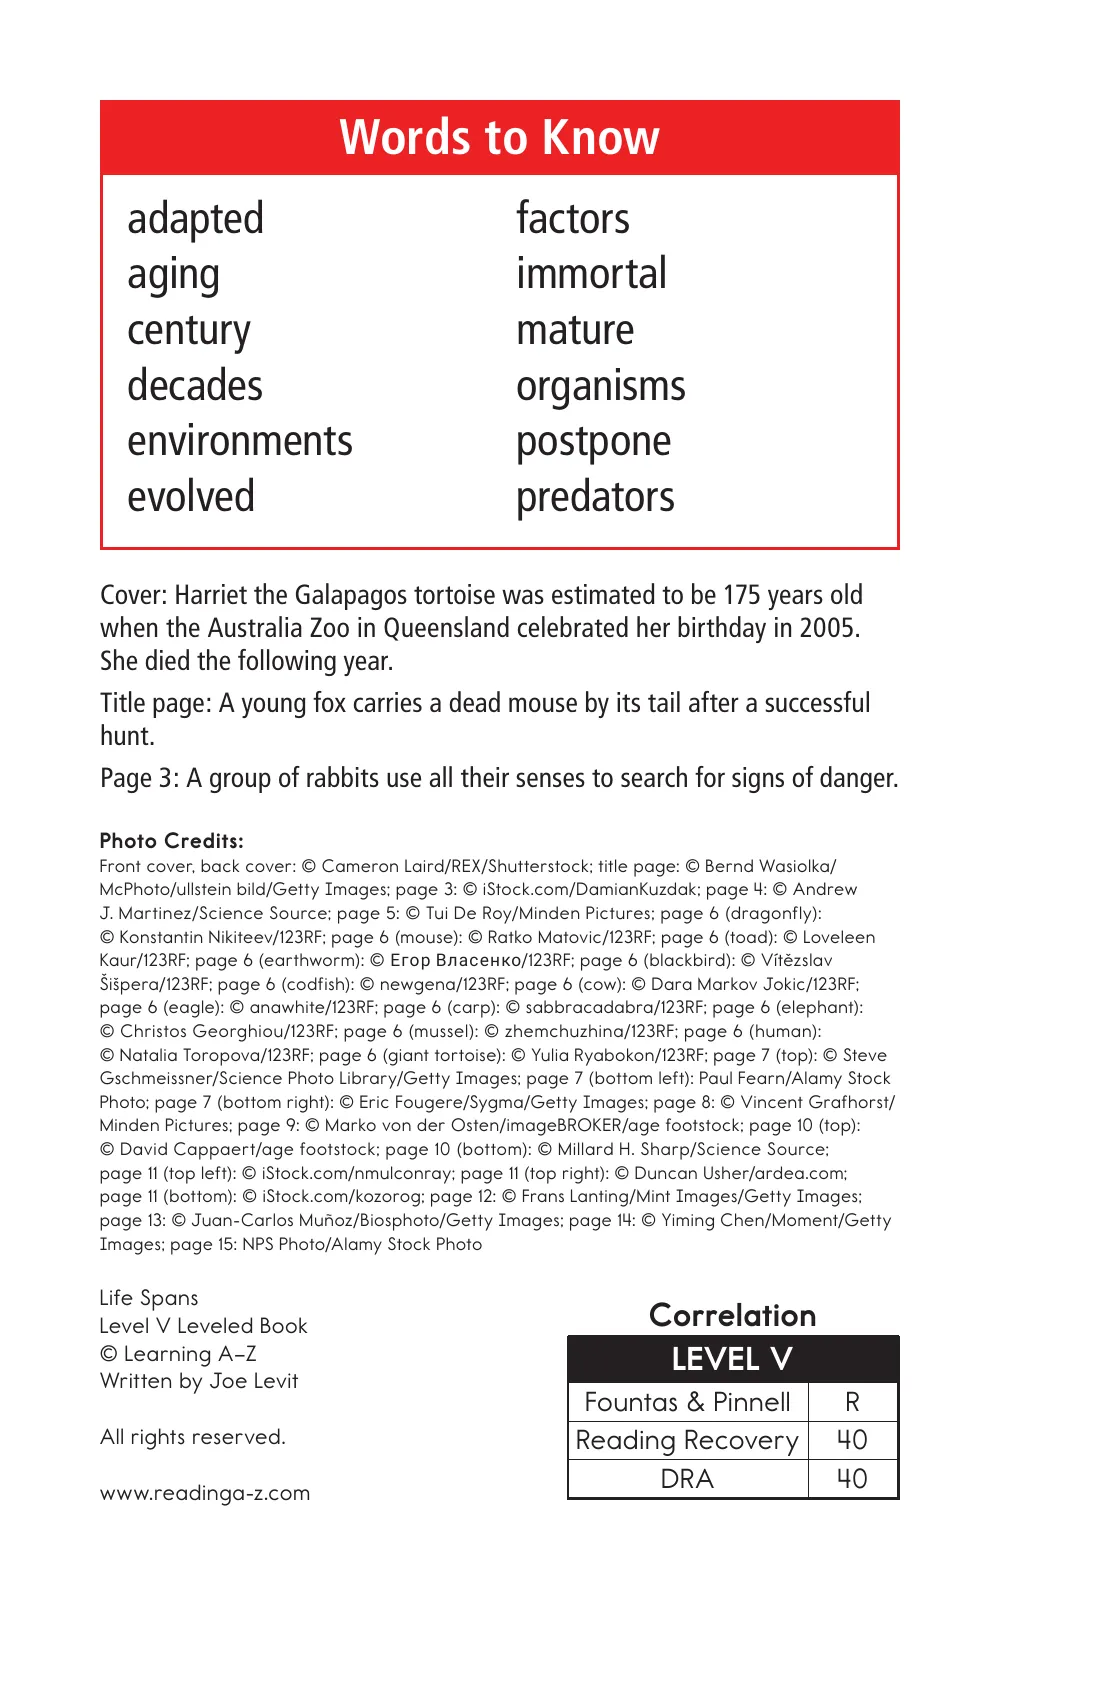 Words to Know
adapted
aging
century
decades
environments
evolved
factors
immortal
mature
organisms
postpone
predators
Cover: Harriet the Galapagos tortoise was estimated to be 175 years old
when the Australia Zoo in Queensland celebrated her birthday in 2005.
She died the following year.
Title page: A young fox carries a dead mouse by its tail after a successful
hunt.
Page 3: A group of rabbits use all their senses to search for signs of danger.
Photo Credits:
Front cover, back cover: © Cameron Laird/REX/Shutterstock; title page: © Bernd Wasiolka/
McPhoto/ullstein bild/Getty Images; page 3: © iStock.com/DamianKuzdak; page 4: © Andrew
J. Martinez/Science Source; page 5: © Tui De Roy/Minden Pictures; page 6 (dragonfly):
© Konstantin Nikiteev/123RF; page 6 (mouse): © Ratko Matovic/123RF; page 6 (toad): © Loveleen
Kaur/123RF; page 6 (earthworm): © Егор Власенко/123RF; page 6 (blackbird): © Vítězslav
Šišpera/123RF; page 6 (codfish): © newgena/123RF; page 6 (cow): © Dara Markov Jokic/123RF;
page 6 (eagle): © anawhite/123RF; page 6 (carp): © sabbracadabra/123RF; page 6 (elephant):
© Christos Georghiou/123RF; page 6 (mussel): © zhemchuzhina/123RF; page 6 (human):
© Natalia Toropova/123RF; page 6 (giant tortoise): © Yulia Ryabokon/123RF; page 7 (top): © Steve
Gschmeissner/Science Photo Library/Getty Images; page 7 (bottom left): Paul Fearn/Alamy Stock
Photo; page 7 (bottom right): © Eric Fougere/Sygma/Getty Images; page 8: © Vincent Grafhorst/
Minden Pictures; page 9: © Marko von der Osten/imageBROKER/age footstock; page 10 (top):
© David Cappaert/age footstock; page 10 (bottom): © Millard H. Sharp/Science Source;
page 11 (top left): © iStock.com/nmulconray; page 11 (top right): © Duncan Usher/ardea.com;
page 11 (bottom): © iStock.com/kozorog; page 12: © Frans Lanting/Mint Images/Getty Images;
page 13: © Juan-Carlos Muñoz/Biosphoto/Getty Images; page 14: © Yiming Chen/Moment/Getty
Images; page 15: NPS Photo/Alamy Stock Photo
Life Spans
Level V Leveled Book
© Learning A–Z
Written by Joe Levit
All rights reserved.
www.readinga-z.com
Correlation
LEVEL V
Fountas & Pinnell R
Reading Recovery 40
DRA 40